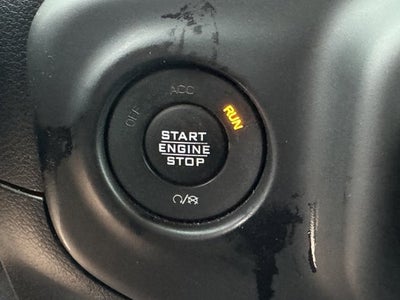 OFF
ACC
RUN
START
ENGINE
STOP